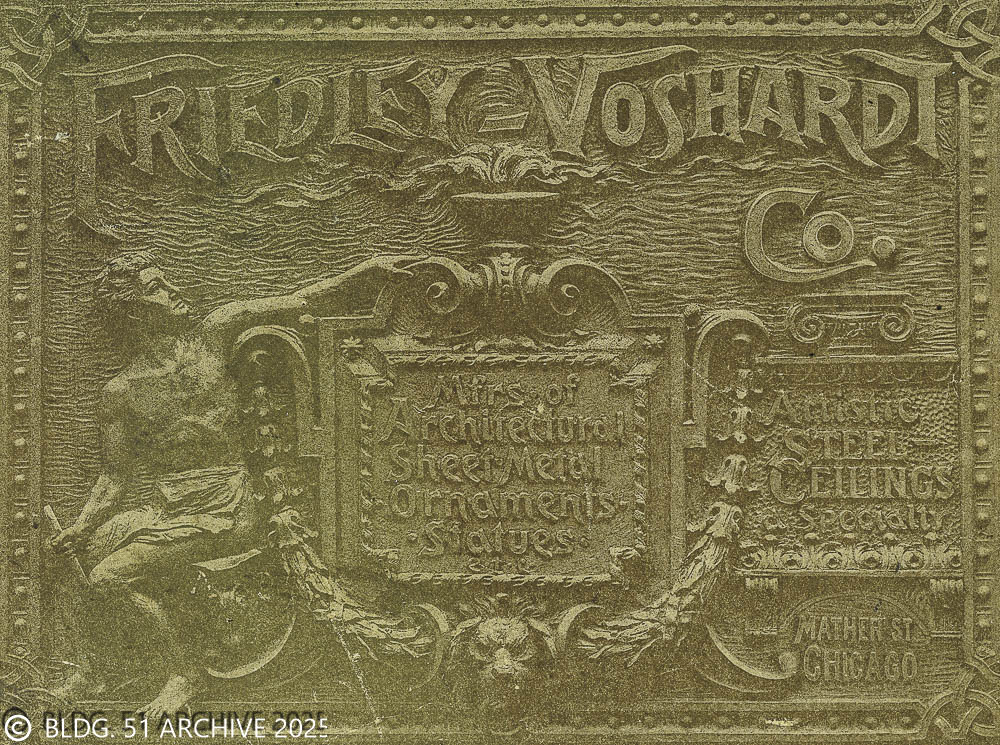 FRIEDLEY-VOSHARDT
Co.
Mfrs. of
Architectural
Sheet-Metal
Ornaments-
·Statues·
etc
Artistic
STEEL-
CEILINGS
a Specialty
MATHER ST
CHICAGO
© BLDG. 51 ARCHIVE 2025